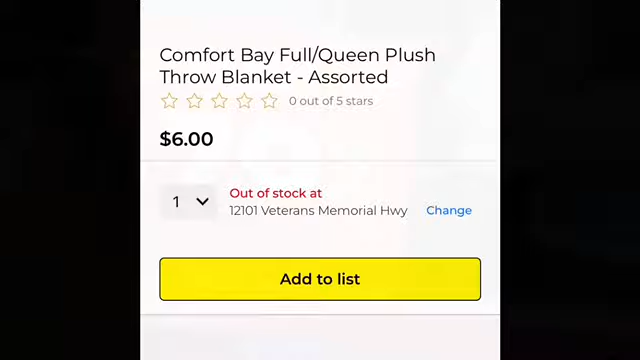 Comfort Bay Full/Queen Plush
Throw Blanket - Assorted
0 out of 5 stars
$6.00
1
Out of stock at
12101 Veterans Memorial Hwy
Change
Add to list